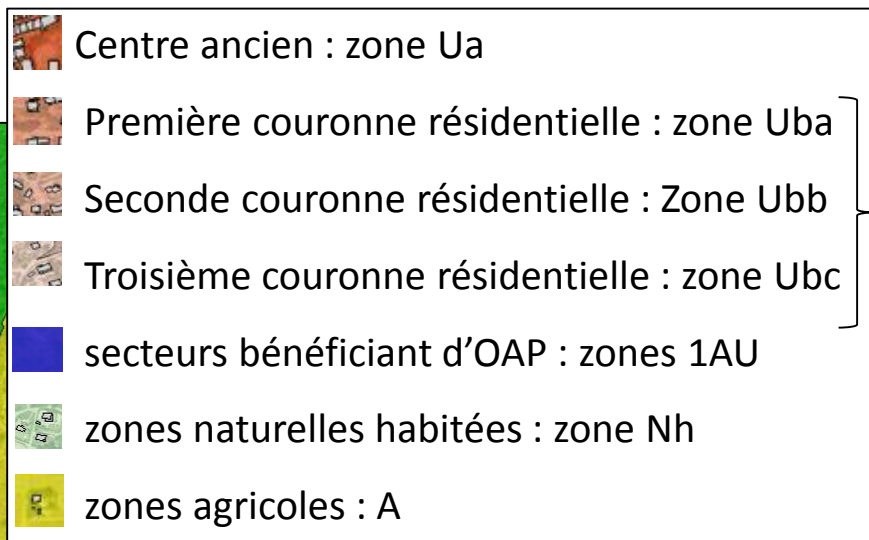 Centre ancien : zone Ua
Première couronne résidentielle : zone Uba
Seconde couronne résidentielle : Zone Ubb
Troisième couronne résidentielle : zone Ubc
secteurs bénéficiant d’OAP : zones 1AU
zones naturelles habitées : zone Nh
zones agricoles : A